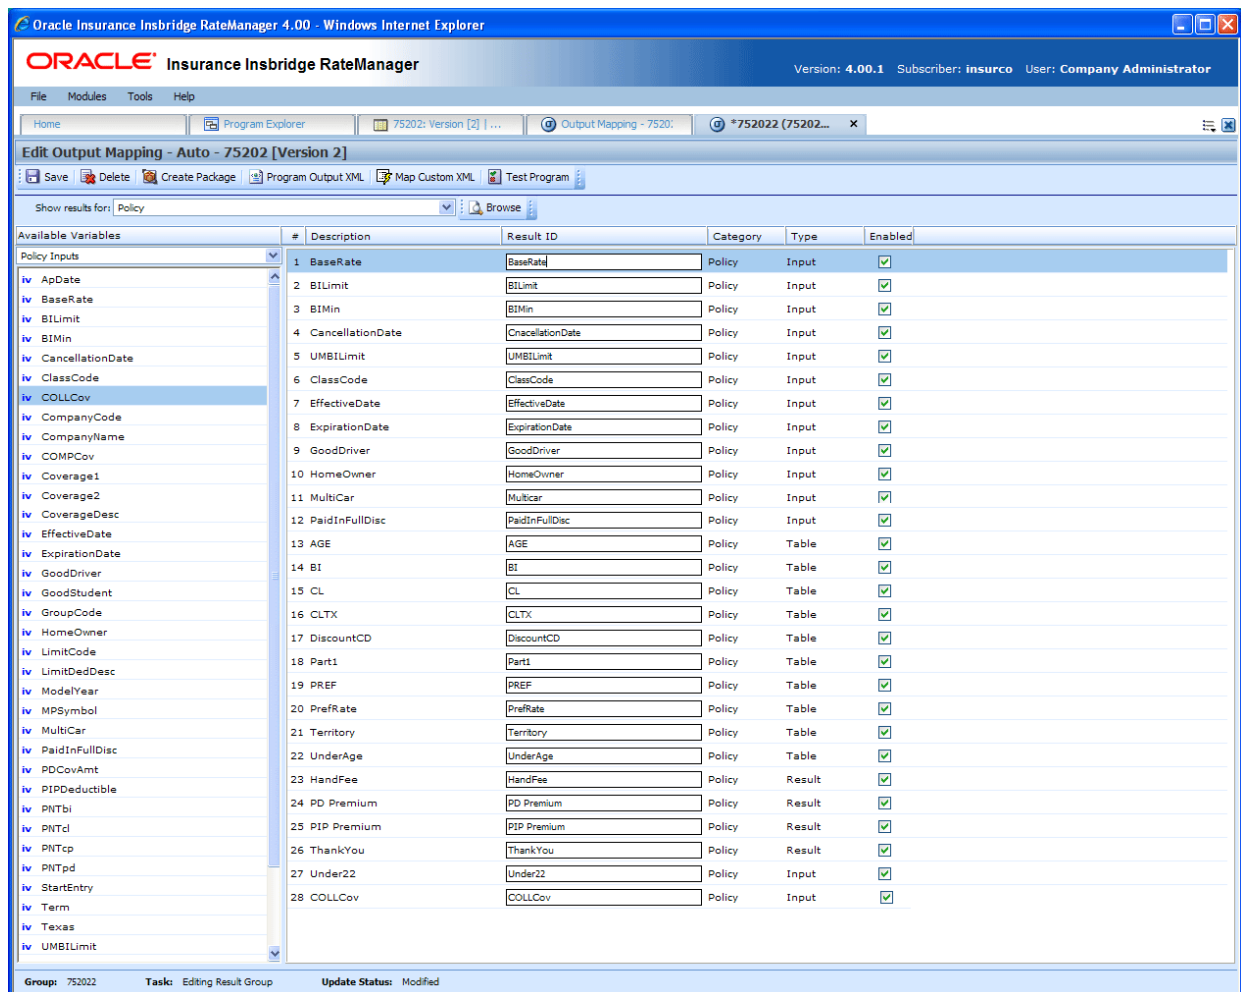 Oracle Insurance Insbridge RateManager 4.00 - Windows Internet Explorer
ORACLE Insurance Insbridge RateManager
Version: 4.00.1 Subscriber: insurco User: Company Administrator
File Modules Tools Help
Home Program Explorer 75202: Version [2] | ... Output Mapping - 7520: *752022 (75202... x
Edit Output Mapping - Auto - 75202 [Version 2]
Save Delete Create Package Program Output XML Map Custom XML Test Program
Show results for: Policy Browse
Available Variables
Policy Inputs
iv ApDate
iv BaseRate
iv BILimit
iv BIMin
iv CancellationDate
iv ClassCode
iv COLLCov
iv CompanyCode
iv CompanyName
iv COMPCov
iv Coverage1
iv Coverage2
iv CoverageDesc
iv EffectiveDate
iv ExpirationDate
iv GoodDriver
iv GoodStudent
iv GroupCode
iv HomeOwner
iv LimitCode
iv LimitDedDesc
iv ModelYear
iv MPSymbol
iv MultiCar
iv PaidInFullDisc
iv PDCovAmt
iv PIPDeductible
iv PNTbi
iv PNTcl
iv PNTcp
iv PNTpd
iv StartEntry
iv Term
iv Texas
iv UMBILimit
# Description Result ID Category Type Enabled
1 BaseRate BaseRate Policy Input
2 BILimit BILimit Policy Input
3 BIMin BIMin Policy Input
4 CancellationDate CnacellationDate Policy Input
5 UMBILimit UMBILimit Policy Input
6 ClassCode ClassCode Policy Input
7 EffectiveDate EffectiveDate Policy Input
8 ExpirationDate ExpirationDate Policy Input
9 GoodDriver GoodDriver Policy Input
10 HomeOwner HomeOwner Policy Input
11 MultiCar Multicar Policy Input
12 PaidInFullDisc PaidInFullDisc Policy Input
13 AGE AGE Policy Table
14 BI BI Policy Table
15 CL CL Policy Table
16 CLTX CLTX Policy Table
17 DiscountCD DiscountCD Policy Table
18 Part1 Part1 Policy Table
19 PREF PREF Policy Table
20 PrefRate PrefRate Policy Table
21 Territory Territory Policy Table
22 UnderAge UnderAge Policy Table
23 HandFee HandFee Policy Result
24 PD Premium PD Premium Policy Result
25 PIP Premium PIP Premium Policy Result
26 ThankYou ThankYou Policy Result
27 Under22 Under22 Policy Input
28 COLLCov COLLCov Policy Input
Group: 752022 Task: Editing Result Group Update Status: Modified